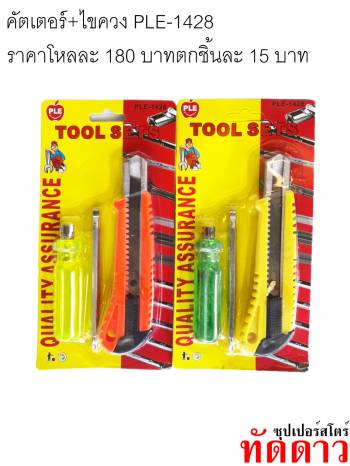 คัตเตอร์+ไขควง PLE-1428
ราคาโหลละ 180 บาทตกชิ้นละ 15 บาท
PLE
PLE-1428
TOOL SETS
QUALITY ASSURANCE
PLE
PLE-1428
TOOL SETS
QUALITY ASSURANCE
ซุปเปอร์สโตร์
ทัดดาว